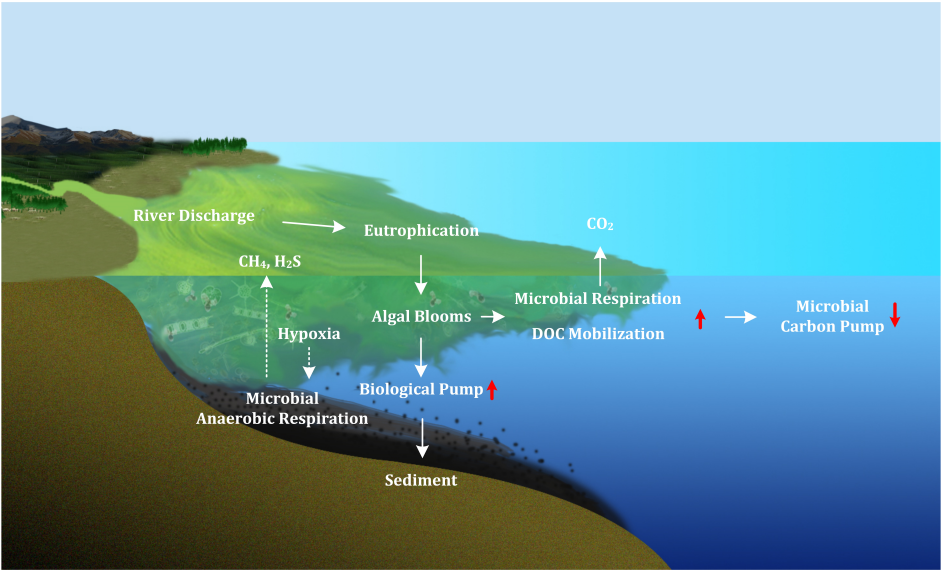 River Discharge
Eutrophication
CO₂
CH₄, H₂S
Microbial Respiration
DOC Mobilization
Microbial
Carbon Pump
Algal Blooms
Hypoxia
Biological Pump
Microbial
Anaerobic Respiration
Sediment